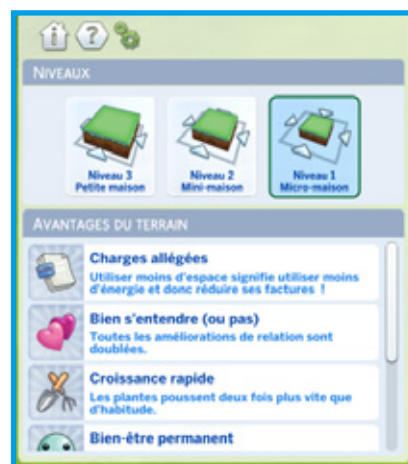 NIVEAUX
Niveau 3
Petite maison
Niveau 2
Mini-maison
Niveau 1
Micro-maison
AVANTAGES DU TERRAIN
Charges allégées
Utiliser moins d'espace signifie utiliser moins
d'énergie et donc réduire ses factures !
Bien s'entendre (ou pas)
Toutes les améliorations de relation sont
doublées.
Croissance rapide
Les plantes poussent deux fois plus vite que
d'habitude.
Bien-être permanent